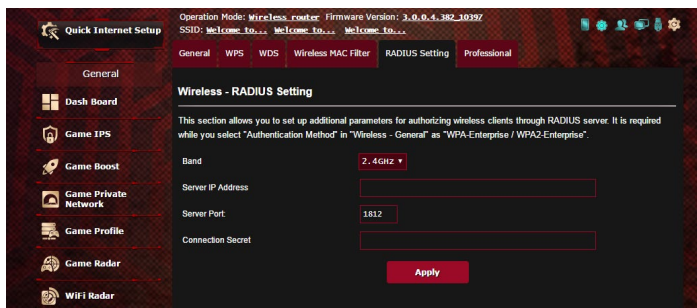 Quick Internet Setup
General
Dash Board
Game IPS
Game Boost
Game Private
Network
Game Profile
Game Radar
WiFi Radar
Operation Mode: Wireless router Firmware Version: 3.0.0.4.382_10397
SSID: Welcome to... Welcome to... Welcome to...
General WPS WDS Wireless MAC Filter RADIUS Setting Professional
Wireless - RADIUS Setting
This section allows you to set up additional parameters for authorizing wireless clients through RADIUS server. It is required
while you select "Authentication Method" in "Wireless - General" as "WPA-Enterprise / WPA2-Enterprise".
Band 2.4GHz
Server IP Address
Server Port: 1812
Connection Secret
Apply